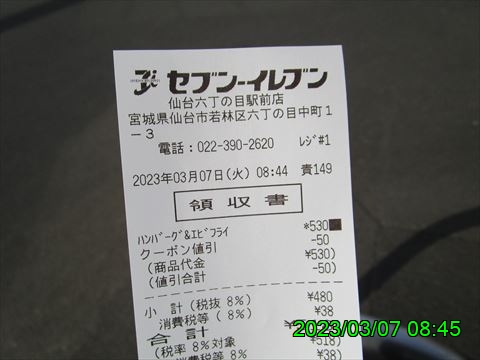 セブン-イレブン
仙台六丁の目駅前店
宮城県仙台市若林区六丁の目中町1
-3
電話:022-390-2620 レジ#1
2023年03月07日(火) 08:44 責149
領収書
ハンバーグ&エビフライ *530
クーポン値引 -50
(商品代金 ¥530)
(値引合計 -50)
小 計(税抜 8%) ¥480
消費税等( 8%) ¥38
合計
(税率 8%対象 ¥518)
(消費税等 8% ¥38)
2023/03/07 08:45